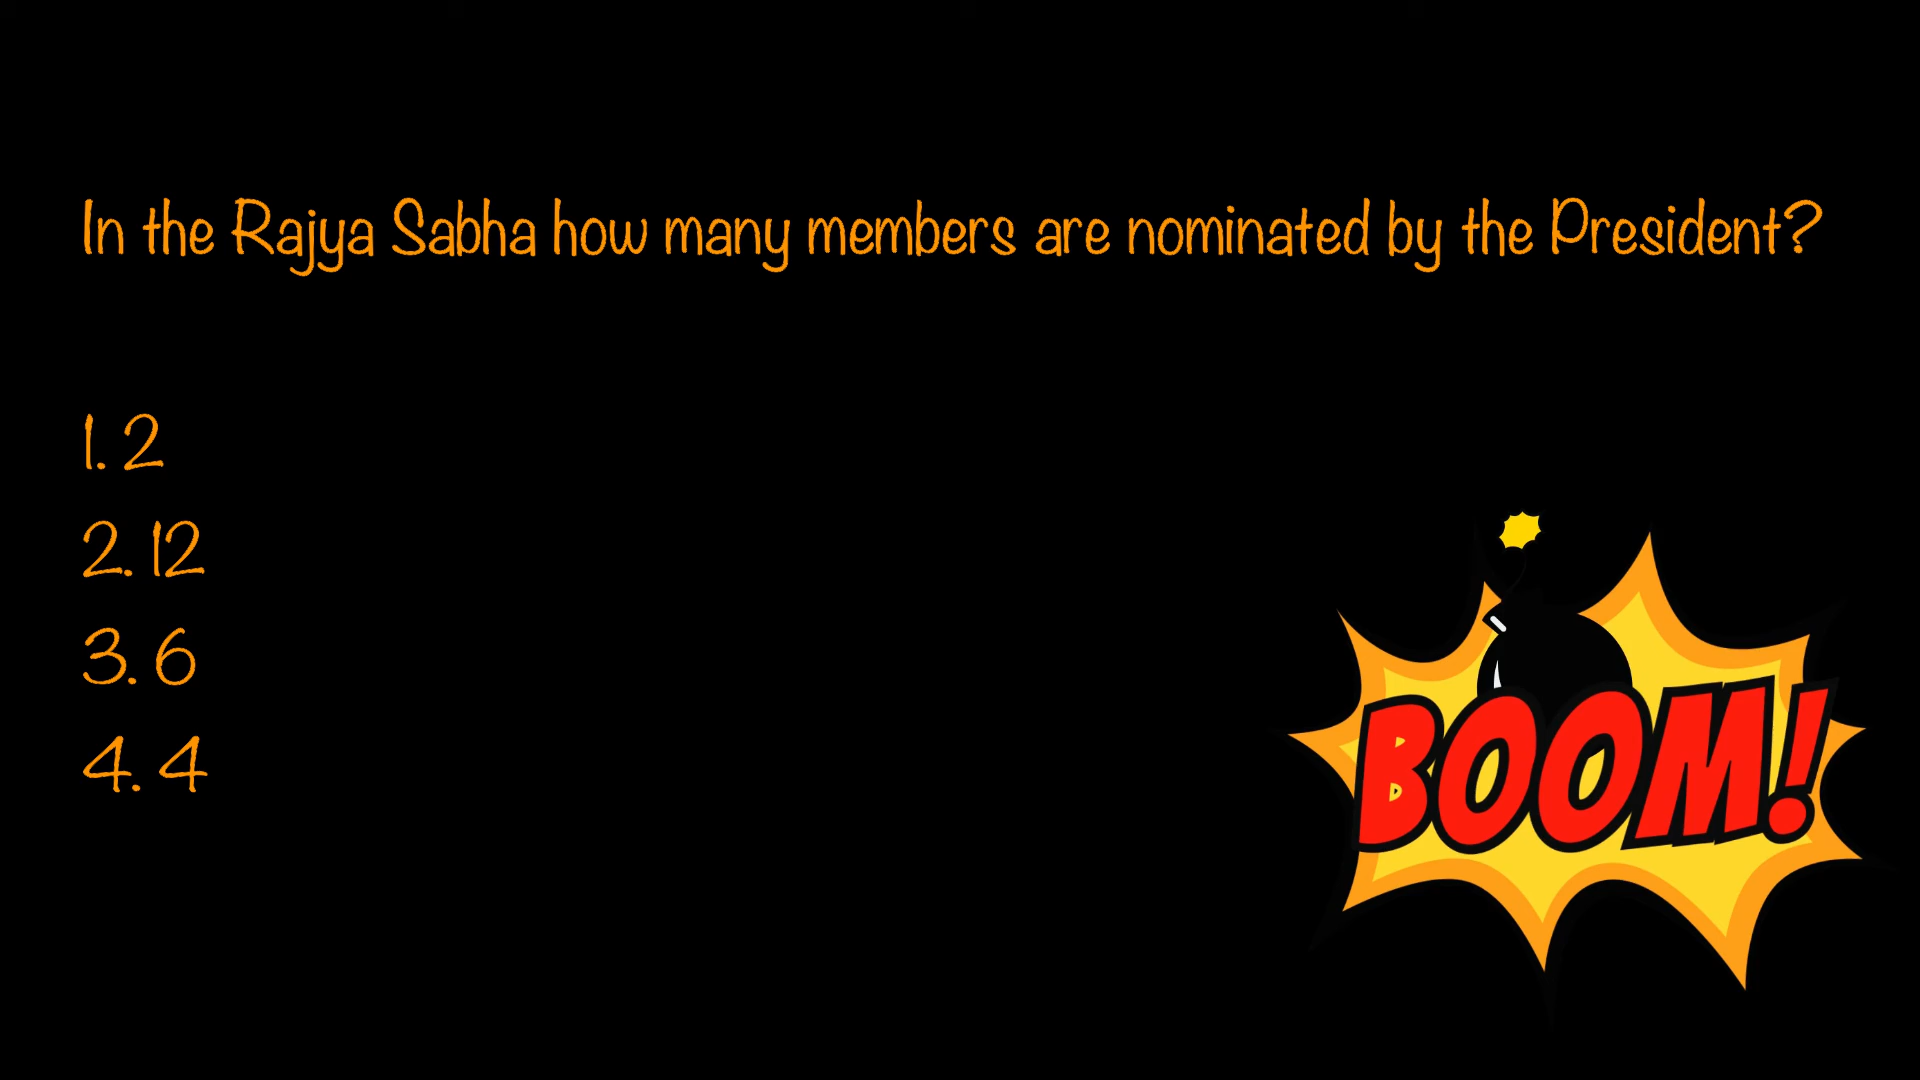 In the Rajya Sabha how many members are nominated by the President?
1. 2
2. 12
3. 6
4. 4
BOOM!